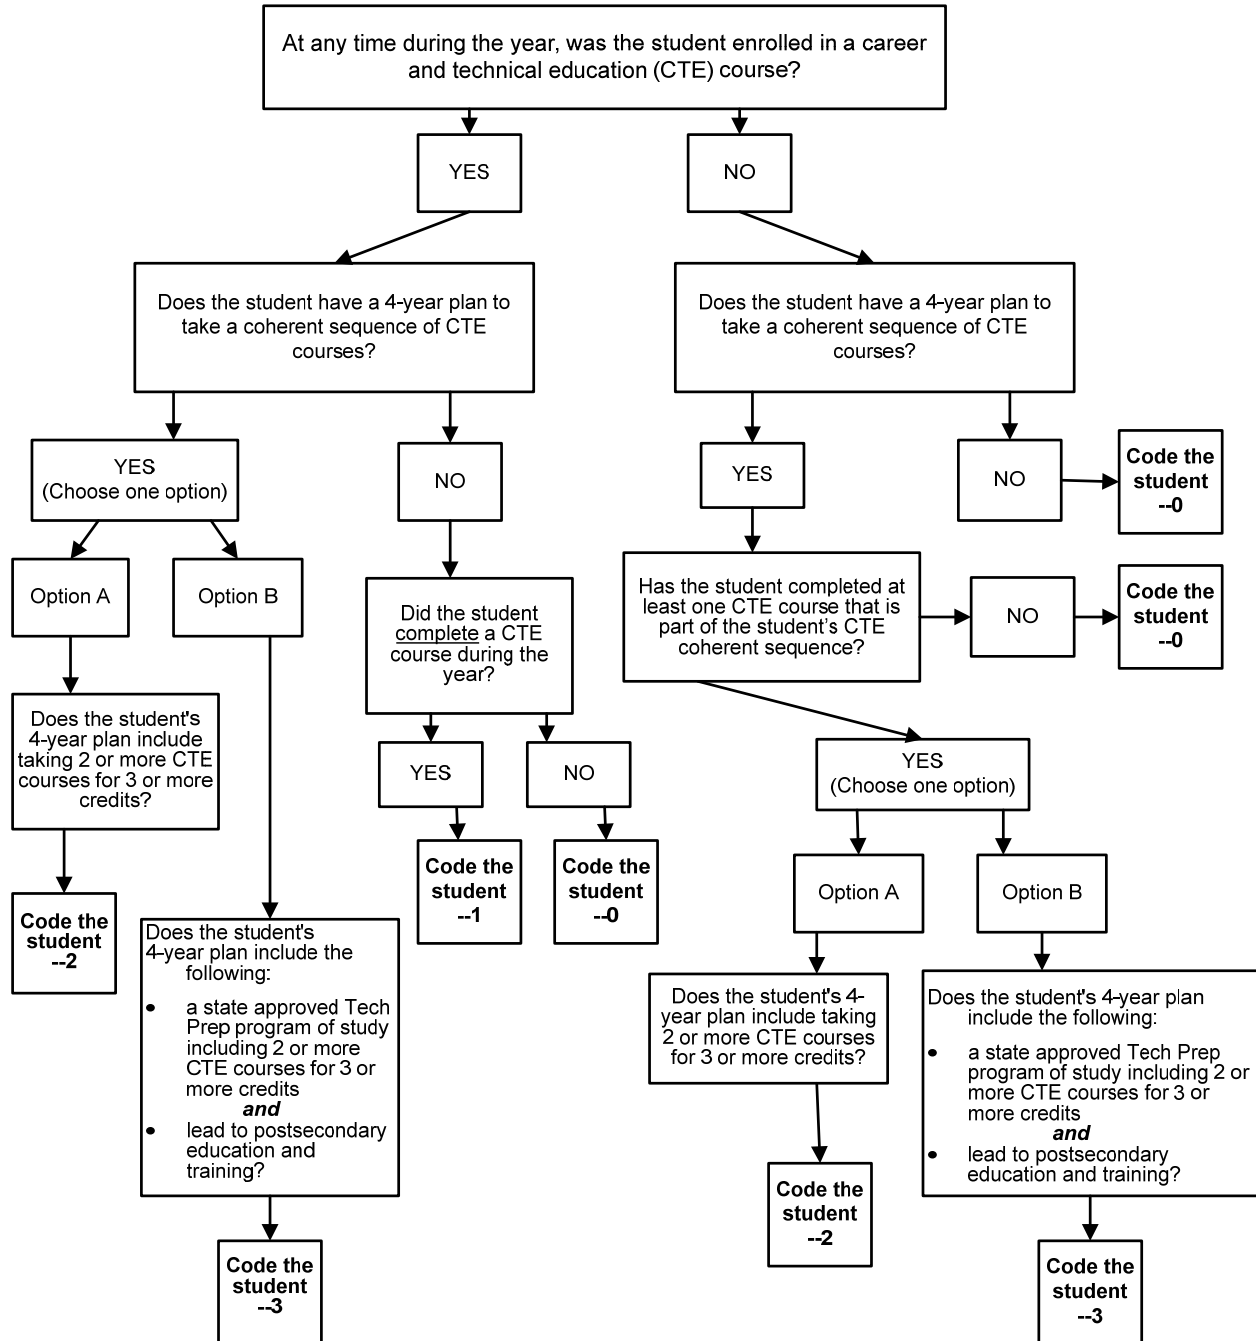 At any time during the year, was the student enrolled in a career
and technical education (CTE) course?
YES
NO
Does the student have a 4-year plan to
take a coherent sequence of CTE
courses?
Does the student have a 4-year plan to
take a coherent sequence of CTE
courses?
YES
(Choose one option)
NO
YES
NO
Code the
student
--0
Option A
Option B
Did the student
complete a CTE
course during the
year?
Has the student completed at
least one CTE course that is
part of the student's CTE
coherent sequence?
NO
Code the
student
--0
Does the student's
4-year plan include
taking 2 or more CTE
courses for 3 or more
credits?
YES
NO
YES
(Choose one option)
Code the
student
--2
Code the
student
--1
Code the
student
--0
Option A
Option B
Does the student's
4-year plan include the
following:
• a state approved Tech
Prep program of study
including 2 or more
CTE courses for 3 or
more credits
and
• lead to postsecondary
education and
training?
Does the student's 4-
year plan include taking
2 or more CTE courses
for 3 or more credits?
Does the student's 4-year plan
include the following:
• a state approved Tech Prep
program of study including 2 or
more CTE courses for 3 or
more credits
and
• lead to postsecondary
education and training?
Code the
student
--3
Code the
student
--2
Code the
student
--3